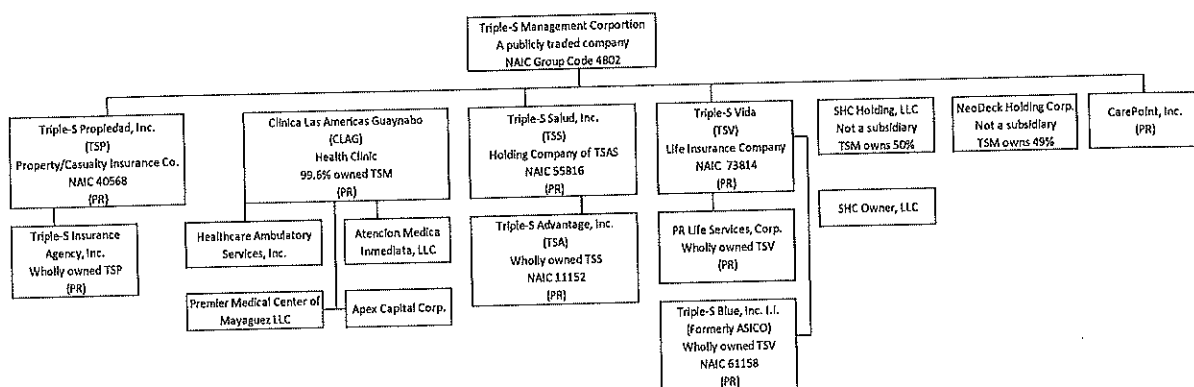 Triple-S Management Corportion
A publicly traded company
NAIC Group Code 4802
Triple-S Propiedad, Inc.
(TSP)
Property/Casualty Insurance Co.
NAIC 40568
(PR)
Clinica Las Americas Guaynabo
(CLAG)
Health Clinic
99.6% owned TSM
(PR)
Triple-S Salud, Inc.
(TSS)
Holding Company of TSAS
NAIC 55816
(PR)
Triple-S Vida
(TSV)
Life Insurance Company
NAIC 73814
(PR)
SHC Holding, LLC
Not a subsidiary
TSM owns 50%
NeoDeck Holding Corp.
Not a subsidiary
TSM owns 49%
CarePoint, Inc.
(PR)
Triple-S Insurance
Agency, Inc.
Wholly owned TSP
(PR)
Healthcare Ambulatory
Services, Inc.
Atencion Medica
Inmediata, LLC
Triple-S Advantage, Inc.
(TSA)
Wholly owned TSS
NAIC 11152
(PR)
PR Life Services, Corp.
Wholly owned TSV
(PR)
SHC Owner, LLC
Premier Medical Center of
Mayaguez LLC
Apex Capital Corp.
Triple-S Blue, Inc. I.I.
(Formerly ASICO)
Wholly owned TSV
NAIC 61158
(PR)